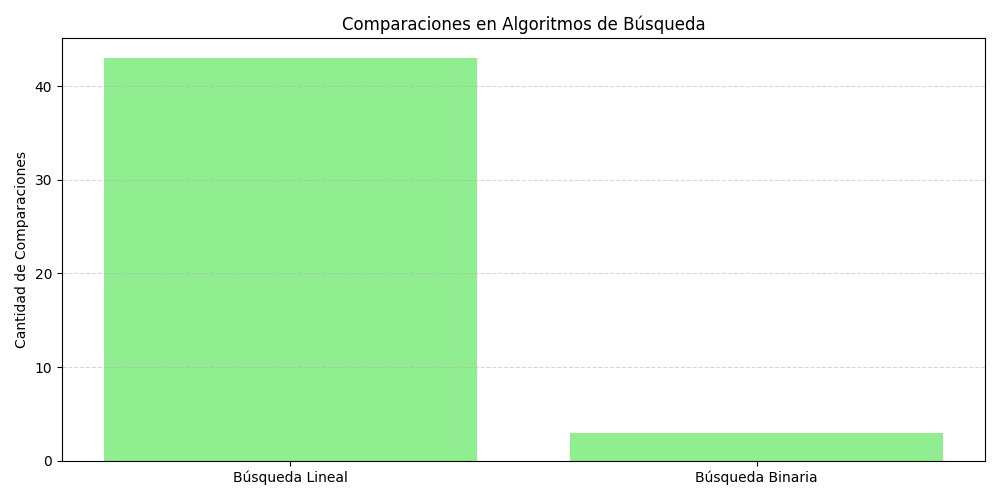 Comparaciones en Algoritmos de Búsqueda
Cantidad de Comparaciones
40
30
20
10
0
Búsqueda Lineal
Búsqueda Binaria